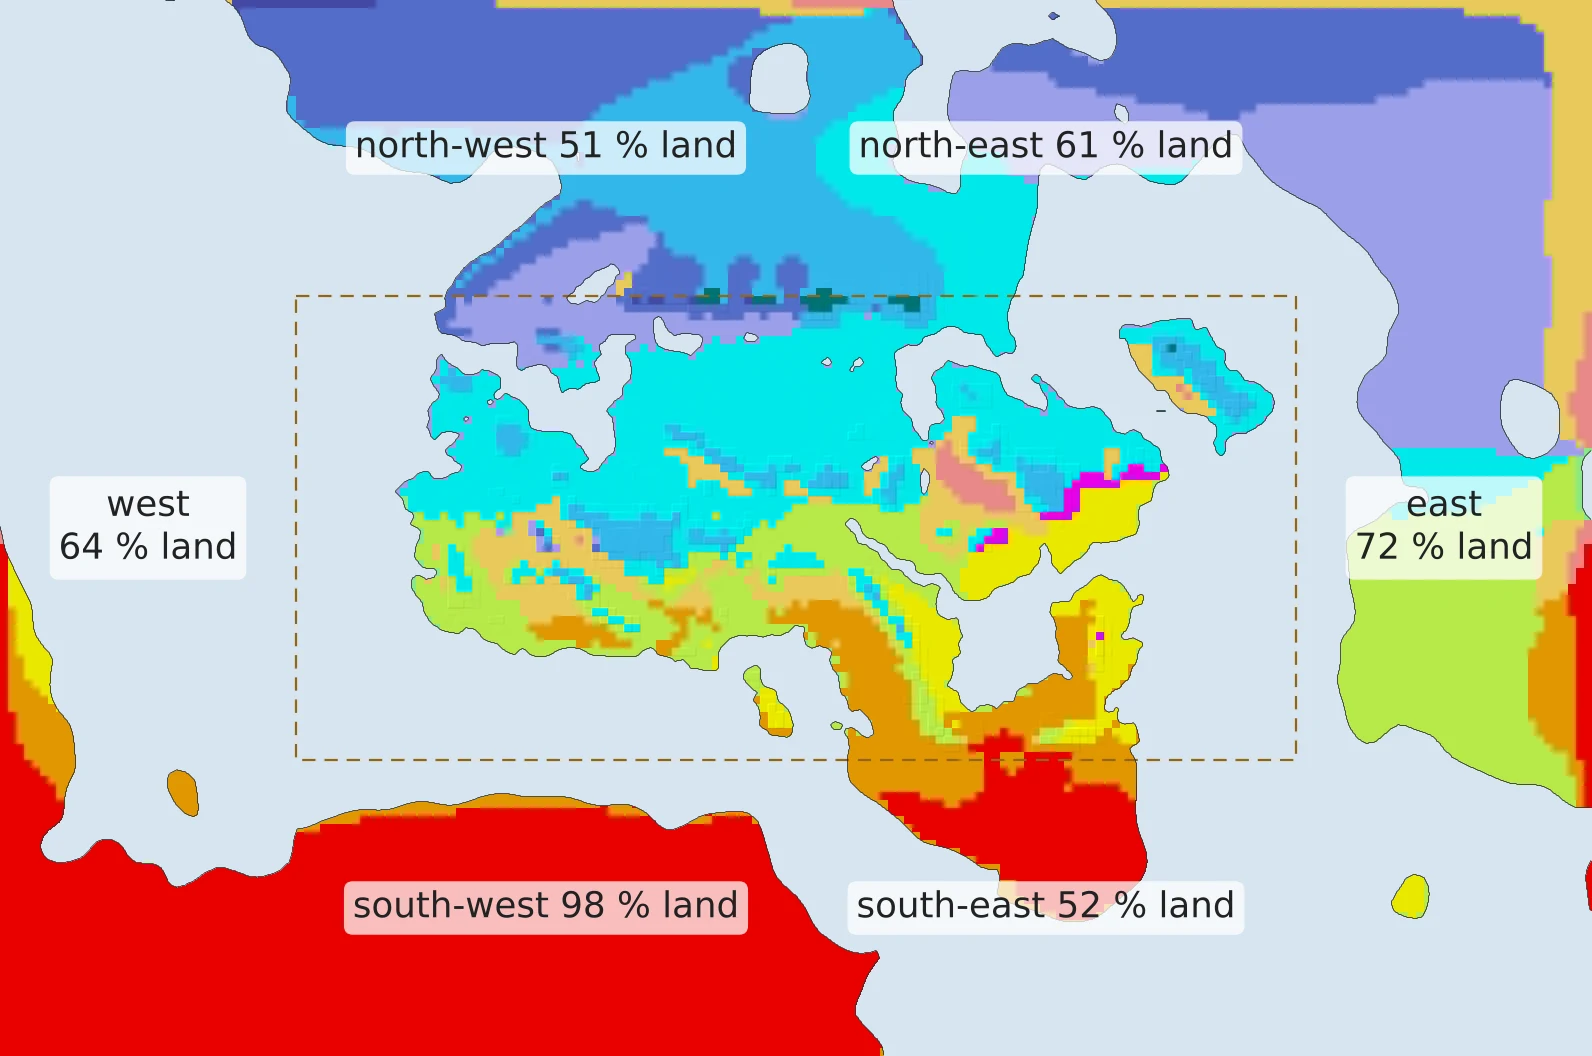 north-west 51 % land
north-east 61 % land
west
64 % land
east
72 % land
south-west 98 % land
south-east 52 % land